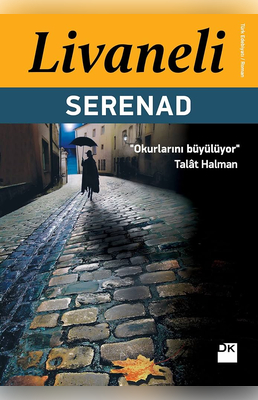 Livaneli
Türk Edebiyatı / Roman
SERENAD
"Okurlarını büyülüyor"
Talât Halman
DK